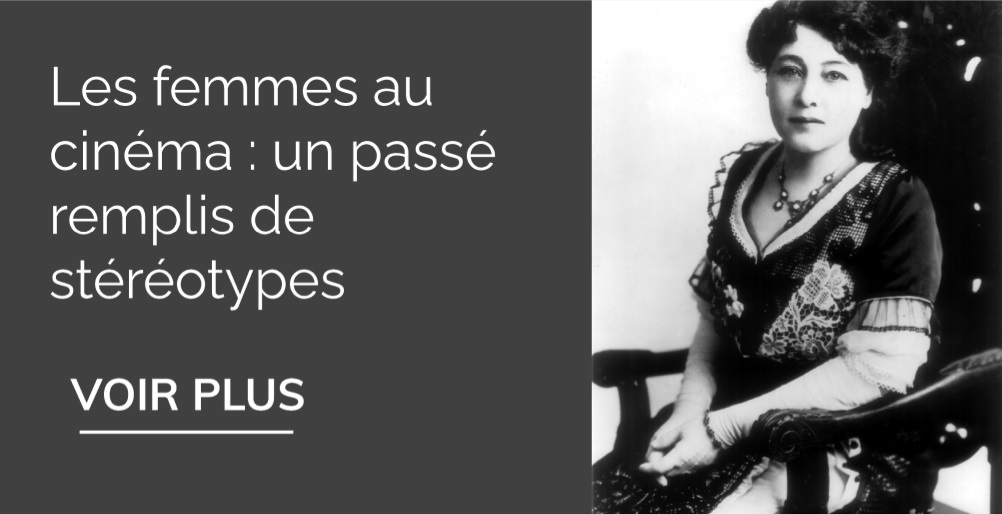 Les femmes au
cinéma : un passé
remplis de
stéréotypes
VOIR PLUS